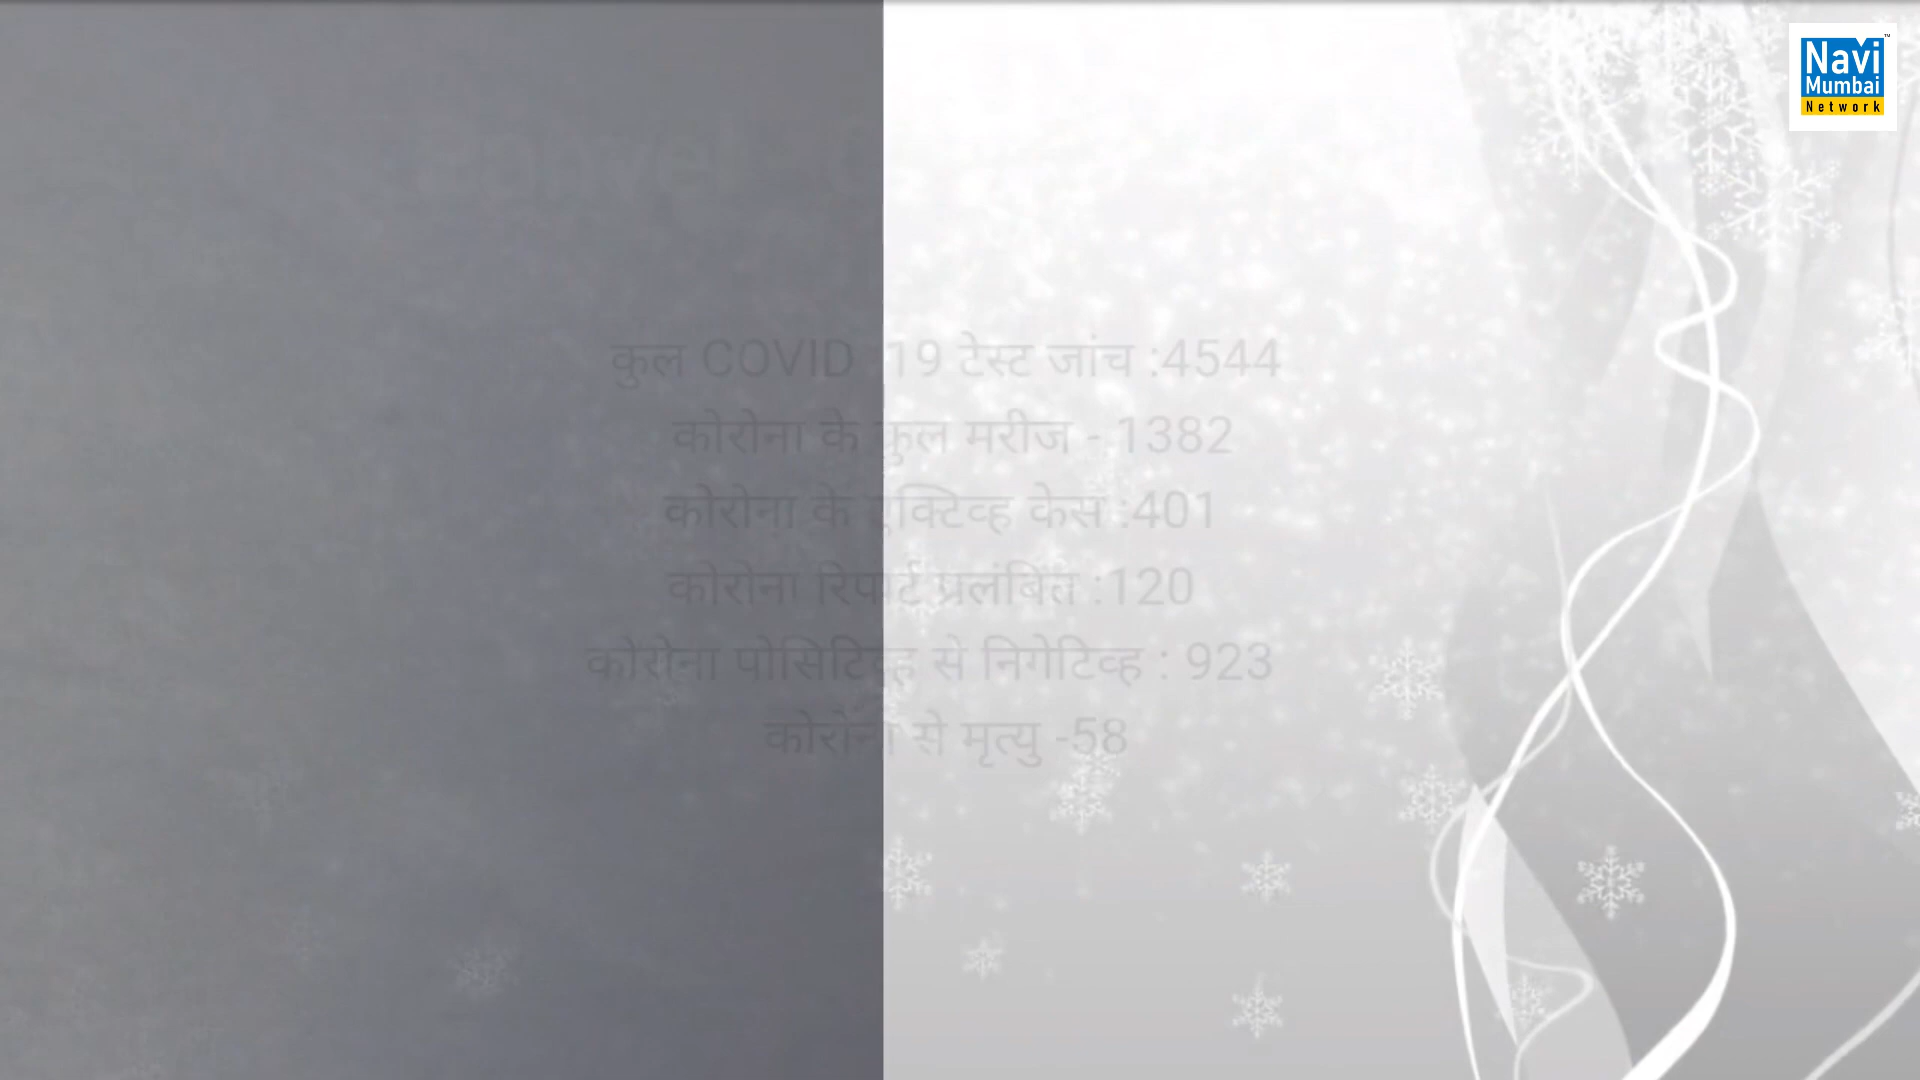 Navi
Mumbai
Network
कुल COVID 19 टेस्ट जांच :4544
कोरोना के कुल मरीज - 1382
कोरोना के एक्टिव्ह केस :401
कोरोना रिपोर्ट प्रलंबित :120
कोरोना पोसिटिव्ह से निगेटिव्ह : 923
कोरोना से मृत्यु -58